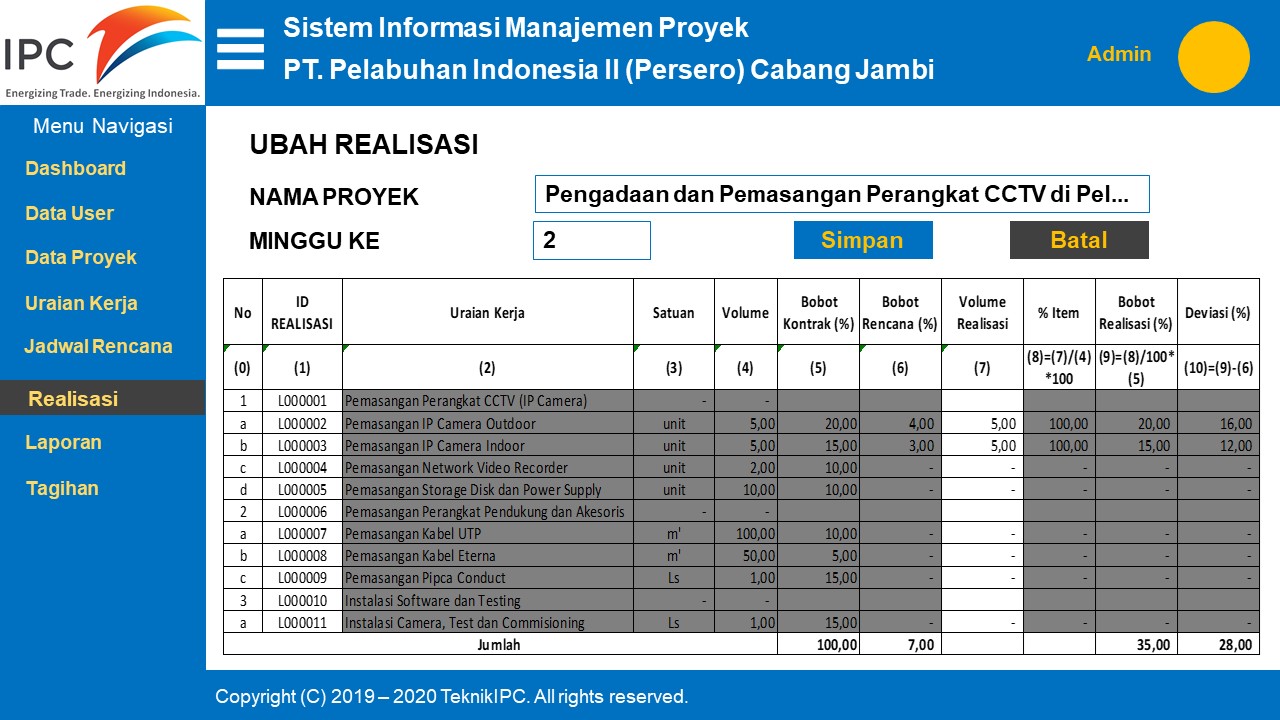 IPC
Energizing Trade. Energizing Indonesia.
Sistem Informasi Manajemen Proyek
PT. Pelabuhan Indonesia II (Persero) Cabang Jambi
Admin
Menu Navigasi
Dashboard
Data User
Data Proyek
Uraian Kerja
Jadwal Rencana
Realisasi
Laporan
Tagihan
UBAH REALISASI
NAMA PROYEK Pengadaan dan Pemasangan Perangkat CCTV di Pel...
MINGGU KE 2 Simpan Batal
No ID REALISASI Uraian Kerja Satuan Volume Bobot Kontrak (%) Bobot Rencana (%) Volume Realisasi % Item Bobot Realisasi (%) Deviasi (%)
(0) (1) (2) (3) (4) (5) (6) (7) (8)=(7)/(4)*100 (9)=(8)/100*(5) (10)=(9)-(6)
1 L000001 Pemasangan Perangkat CCTV (IP Camera) - -
a L000002 Pemasangan IP Camera Outdoor unit 5,00 20,00 4,00 5,00 100,00 20,00 16,00
b L000003 Pemasangan IP Camera Indoor unit 5,00 15,00 3,00 5,00 100,00 15,00 12,00
c L000004 Pemasangan Network Video Recorder unit 2,00 10,00 - - - - -
d L000005 Pemasangan Storage Disk dan Power Supply unit 10,00 10,00 - - - - -
2 L000006 Pemasangan Perangkat Pendukung dan Akesoris - -
a L000007 Pemasangan Kabel UTP m' 100,00 10,00 - - - - -
b L000008 Pemasangan Kabel Eterna m' 50,00 5,00 - - - - -
c L000009 Pemasangan Pipca Conduct Ls 1,00 15,00 - - - - -
3 L000010 Instalasi Software dan Testing - -
a L000011 Instalasi Camera, Test dan Commisioning Ls 1,00 15,00 - - - - -
Jumlah 100,00 7,00 35,00 28,00
Copyright (C) 2019 – 2020 TeknikIPC. All rights reserved.